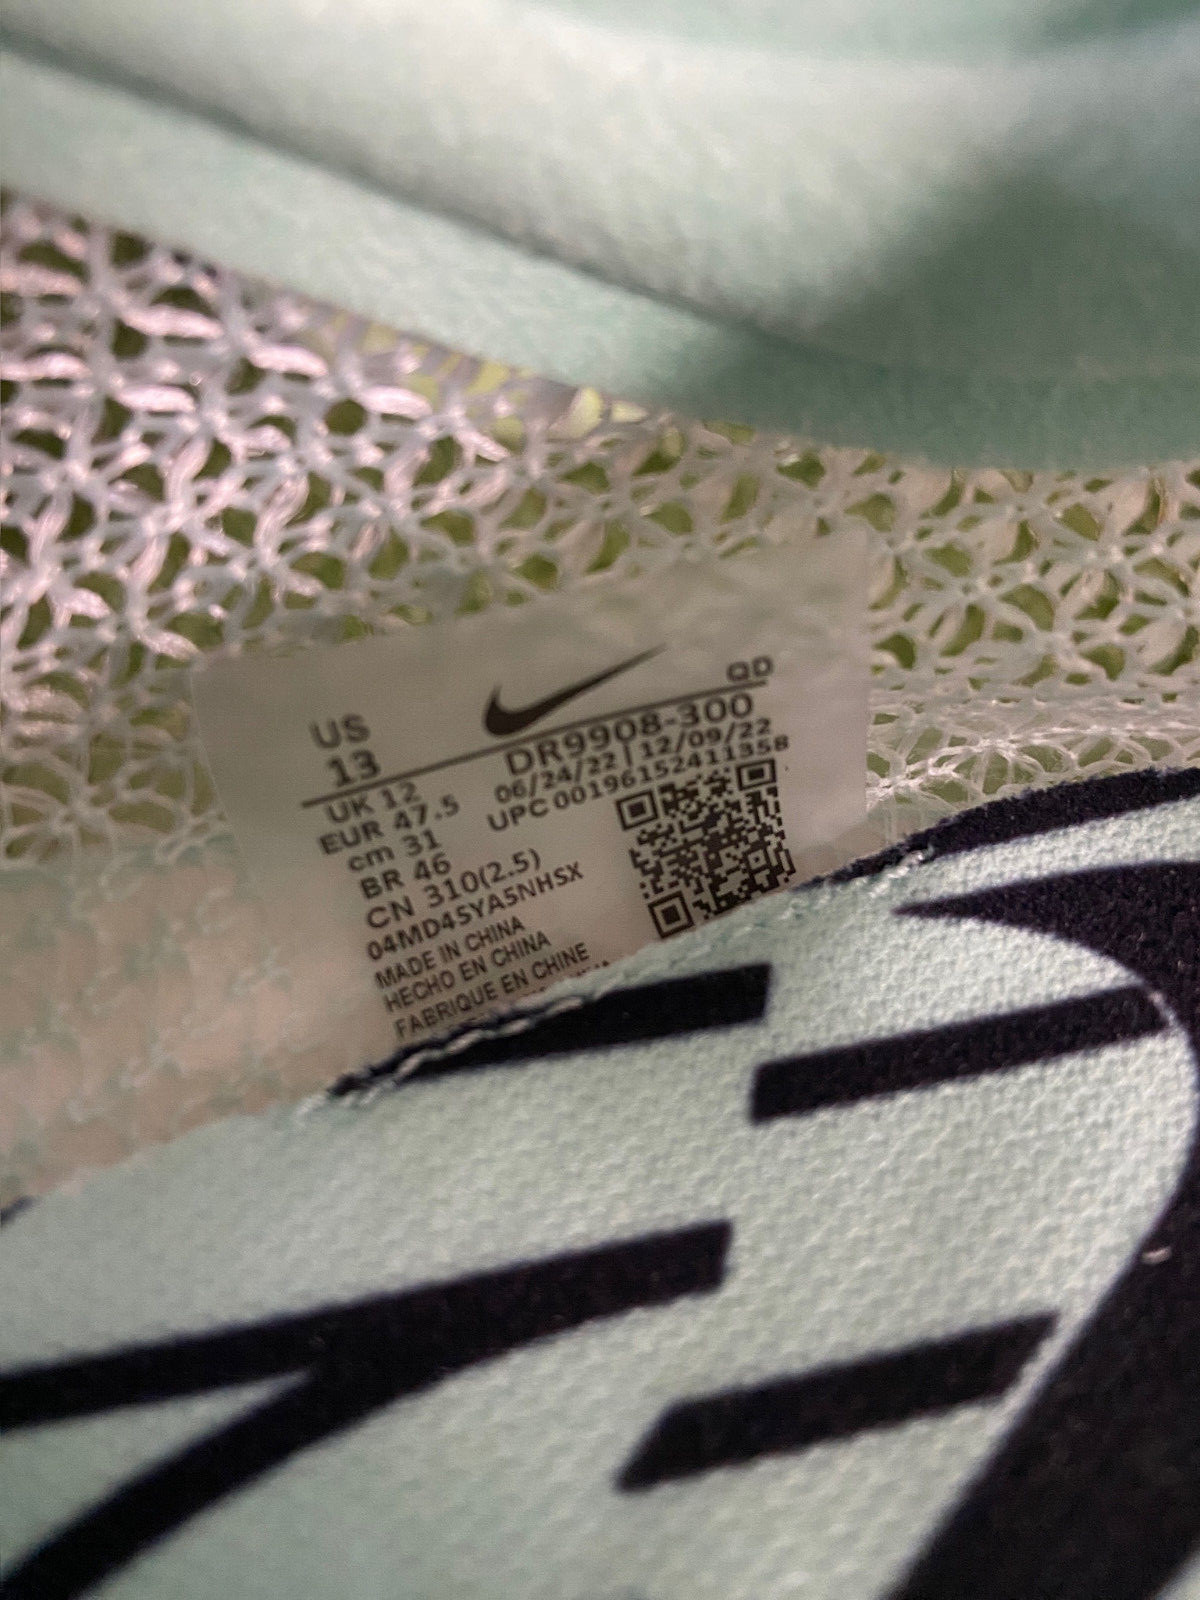 US
13
QD
DR9908-300
06/24/22 | 12/09/22
UPC 00196152411358
UK 12
EUR 47.5
cm 31
BR 46
CN 310(2.5)
04MD45YA5NHSX
MADE IN CHINA
HECHO EN CHINA
FABRIQUE EN CHINE